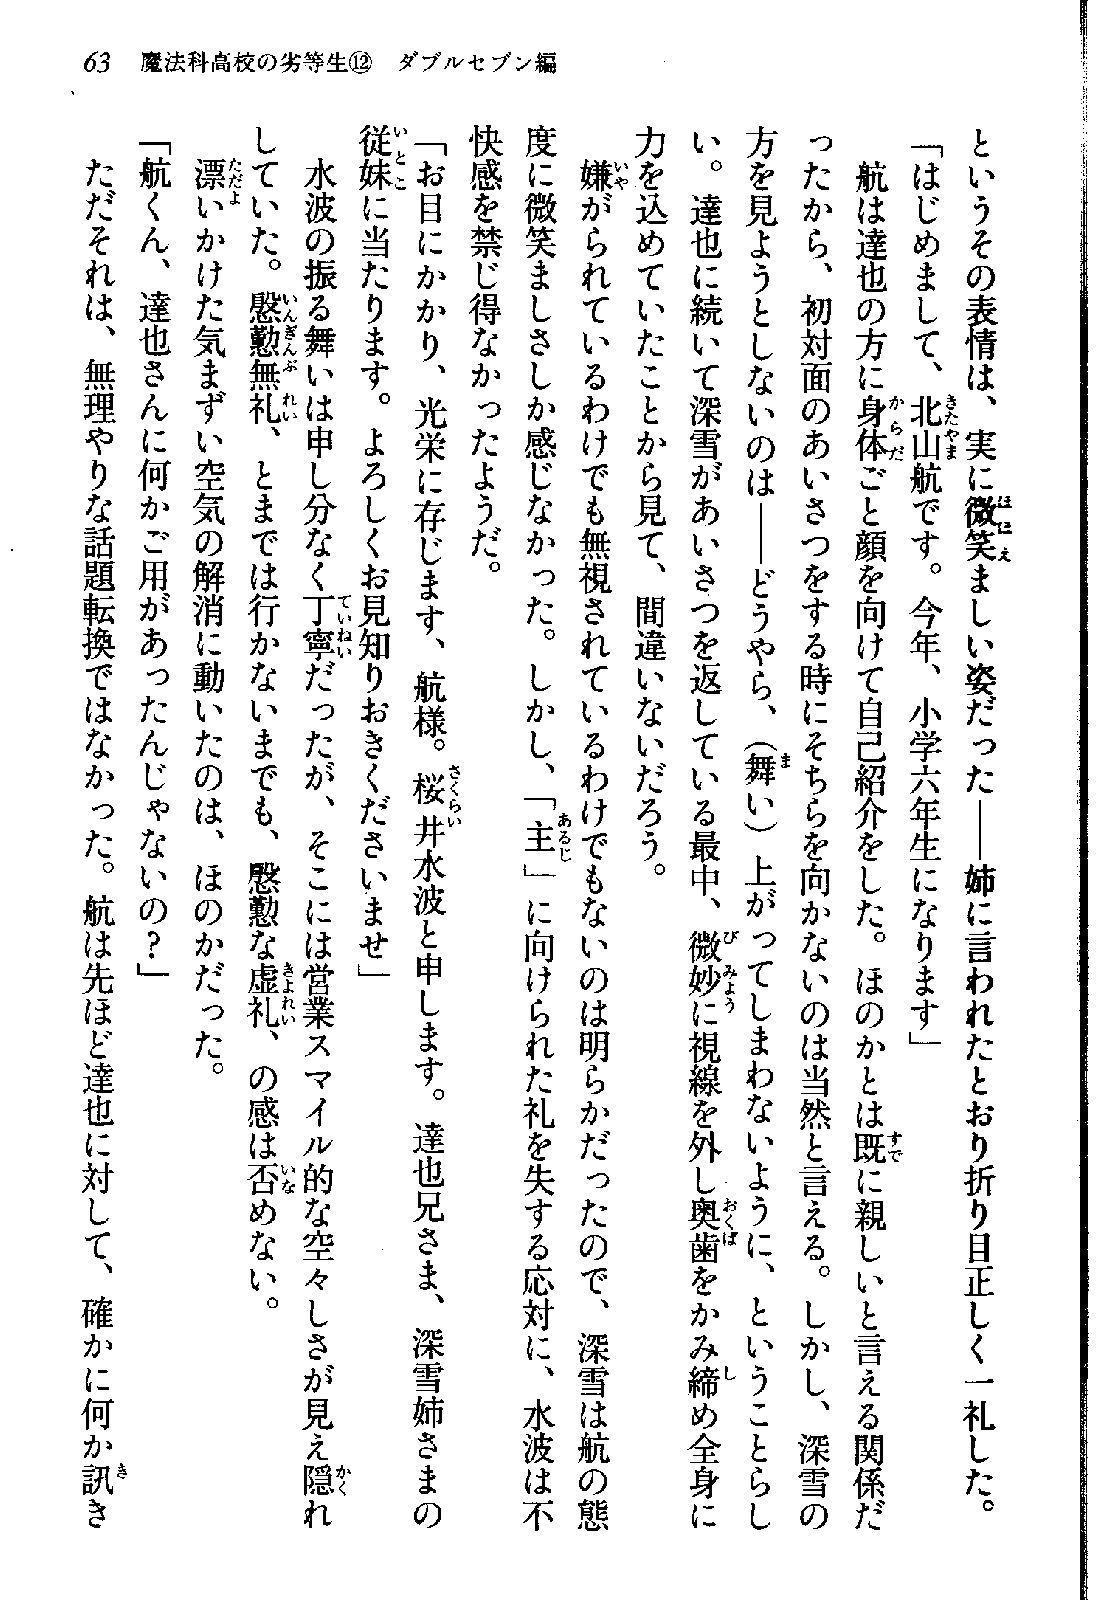 63　魔法科高校の劣等生⑫　ダブルセブン編
というその表情は、実に微笑ましい姿だった――姉に言われたとおり折り目正しく一礼した。
「はじめまして、北山航です。今年、小学六年生になります」
　航は達也の方に身体ごと顔を向けて自己紹介をした。ほのかとは既に親しいと言える関係だ
ったから、初対面のあいさつをする時にそちらを向かないのは当然と言える。しかし、深雪の
方を見ようとしないのは――どうやら、（舞い）上がってしまわないように、ということらし
い。達也に続いて深雪があいさつを返している最中、微妙に視線を外し奥歯をかみ締め全身に
力を込めていたことから見て、間違いないだろう。
　嫌がられているわけでも無視されているわけでもないのは明らかだったので、深雪は航の態
度に微笑ましさしか感じなかった。しかし、「主」に向けられた礼を失する応対に、水波は不
快感を禁じ得なかったようだ。
「お目にかかり、光栄に存じます、航様。桜井水波と申します。達也兄さま、深雪姉さまの
従妹に当たります。よろしくお見知りおきくださいませ」
　水波の振る舞いは申し分なく丁寧だったが、そこには営業スマイル的な空々しさが見え隠れ
していた。慇懃無礼、とまでは行かないまでも、慇懃な虚礼、の感は否めない。
　漂いかけた気まずい空気の解消に動いたのは、ほのかだった。
「航くん、達也さんに何かご用があったんじゃないの？」
　ただそれは、無理やりな話題転換ではなかった。航は先ほど達也に対して、確かに何か訊き